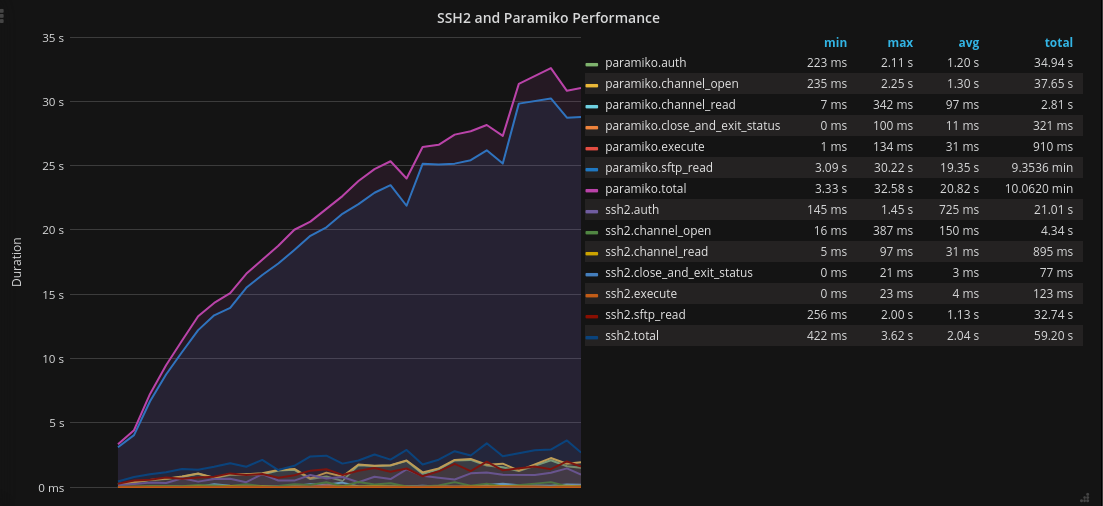 SSH2 and Paramiko Performance
35 s
30 s
25 s
20 s
15 s
10 s
5 s
0 ms
Duration
min max avg total
paramiko.auth 223 ms 2.11 s 1.20 s 34.94 s
paramiko.channel_open 235 ms 2.25 s 1.30 s 37.65 s
paramiko.channel_read 7 ms 342 ms 97 ms 2.81 s
paramiko.close_and_exit_status 0 ms 100 ms 11 ms 321 ms
paramiko.execute 1 ms 134 ms 31 ms 910 ms
paramiko.sftp_read 3.09 s 30.22 s 19.35 s 9.3536 min
paramiko.total 3.33 s 32.58 s 20.82 s 10.0620 min
ssh2.auth 145 ms 1.45 s 725 ms 21.01 s
ssh2.channel_open 16 ms 387 ms 150 ms 4.34 s
ssh2.channel_read 5 ms 97 ms 31 ms 895 ms
ssh2.close_and_exit_status 0 ms 21 ms 3 ms 77 ms
ssh2.execute 0 ms 23 ms 4 ms 123 ms
ssh2.sftp_read 256 ms 2.00 s 1.13 s 32.74 s
ssh2.total 422 ms 3.62 s 2.04 s 59.20 s